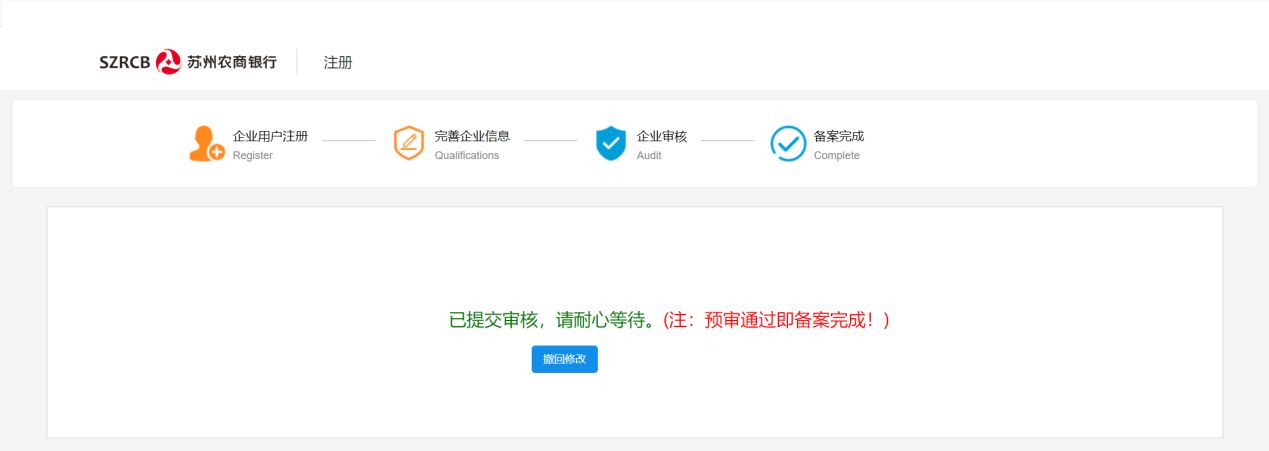 SZRCB 苏州农商银行 注册
企业用户注册 完善企业信息 企业审核 备案完成
Register Qualifications Audit Complete
已提交审核，请耐心等待。(注：预审通过即备案完成！)
撤回修改